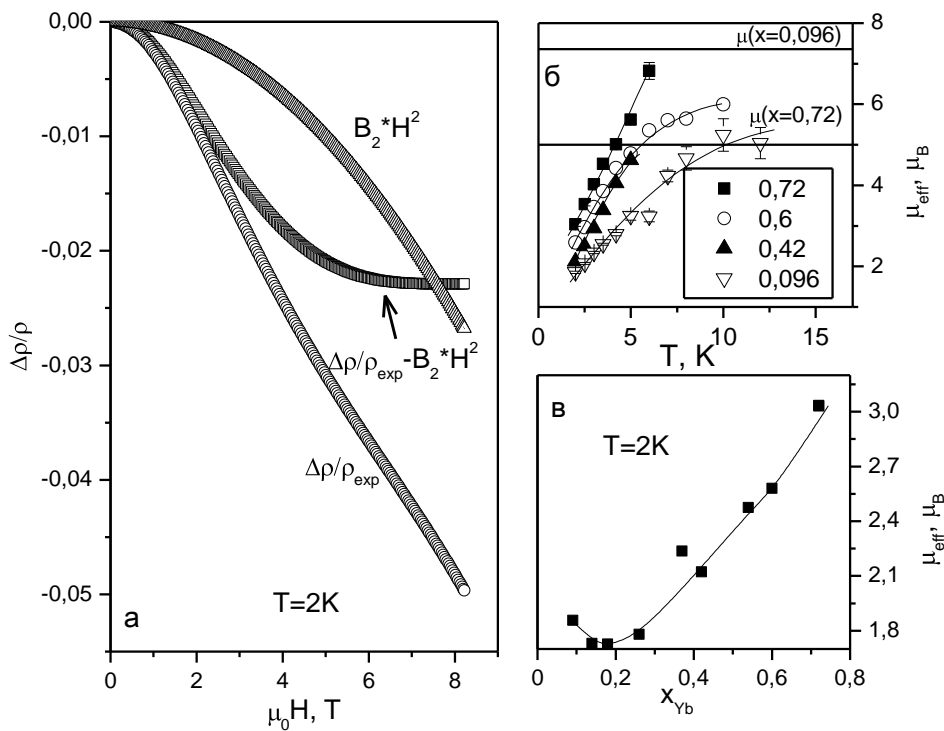 0,00
-0,01
-0,02
-0,03
-0,04
-0,05
Δρ/ρ
B₂*H²
Δρ/ρexp-B₂*H²
Δρ/ρexp
T=2K
а
0 2 4 6 8
μ₀H, T
б
μ(x=0,096)
μ(x=0,72)
0,72
0,6
0,42
0,096
8
6
4
2
μeff, μB
0 5 10 15
T, K
в
T=2K
3,0
2,7
2,4
2,1
1,8
μeff, μB
0 0,2 0,4 0,6 0,8
xYb